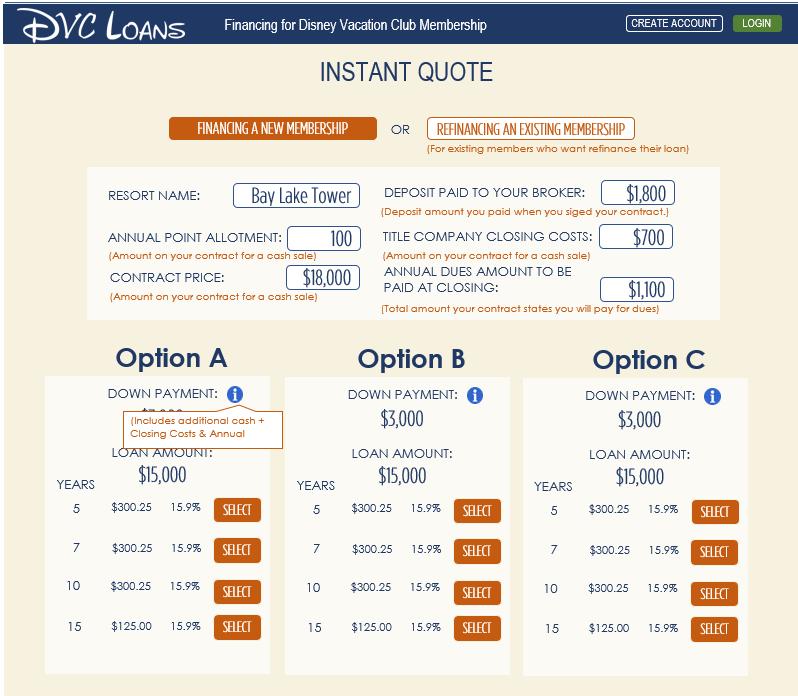 DVC LOANS
Financing for Disney Vacation Club Membership
CREATE ACCOUNT
LOGIN
INSTANT QUOTE
FINANCING A NEW MEMBERSHIP
OR
REFINANCING AN EXISTING MEMBERSHIP
(For existing members who want refinance their loan)
RESORT NAME: Bay Lake Tower
ANNUAL POINT ALLOTMENT: 100
(Amount on your contract for a cash sale)
CONTRACT PRICE: $18,000
(Amount on your contract for a cash sale)
DEPOSIT PAID TO YOUR BROKER: $1,800
(Deposit amount you paid when you siged your contract.)
TITLE COMPANY CLOSING COSTS: $700
(Amount on your contract for a cash sale)
ANNUAL DUES AMOUNT TO BE
PAID AT CLOSING: $1,100
(Total amount your contract states you will pay for dues)
Option A
DOWN PAYMENT: i
(Includes additional cash +
Closing Costs & Annual
LOAN AMOUNT:
$15,000
YEARS
5 $300.25 15.9% SELECT
7 $300.25 15.9% SELECT
10 $300.25 15.9% SELECT
15 $125.00 15.9% SELECT
Option B
DOWN PAYMENT: i
$3,000
LOAN AMOUNT:
$15,000
YEARS
5 $300.25 15.9% SELECT
7 $300.25 15.9% SELECT
10 $300.25 15.9% SELECT
15 $125.00 15.9% SELECT
Option C
DOWN PAYMENT: i
$3,000
LOAN AMOUNT:
$15,000
YEARS
5 $300.25 15.9% SELECT
7 $300.25 15.9% SELECT
10 $300.25 15.9% SELECT
15 $125.00 15.9% SELECT